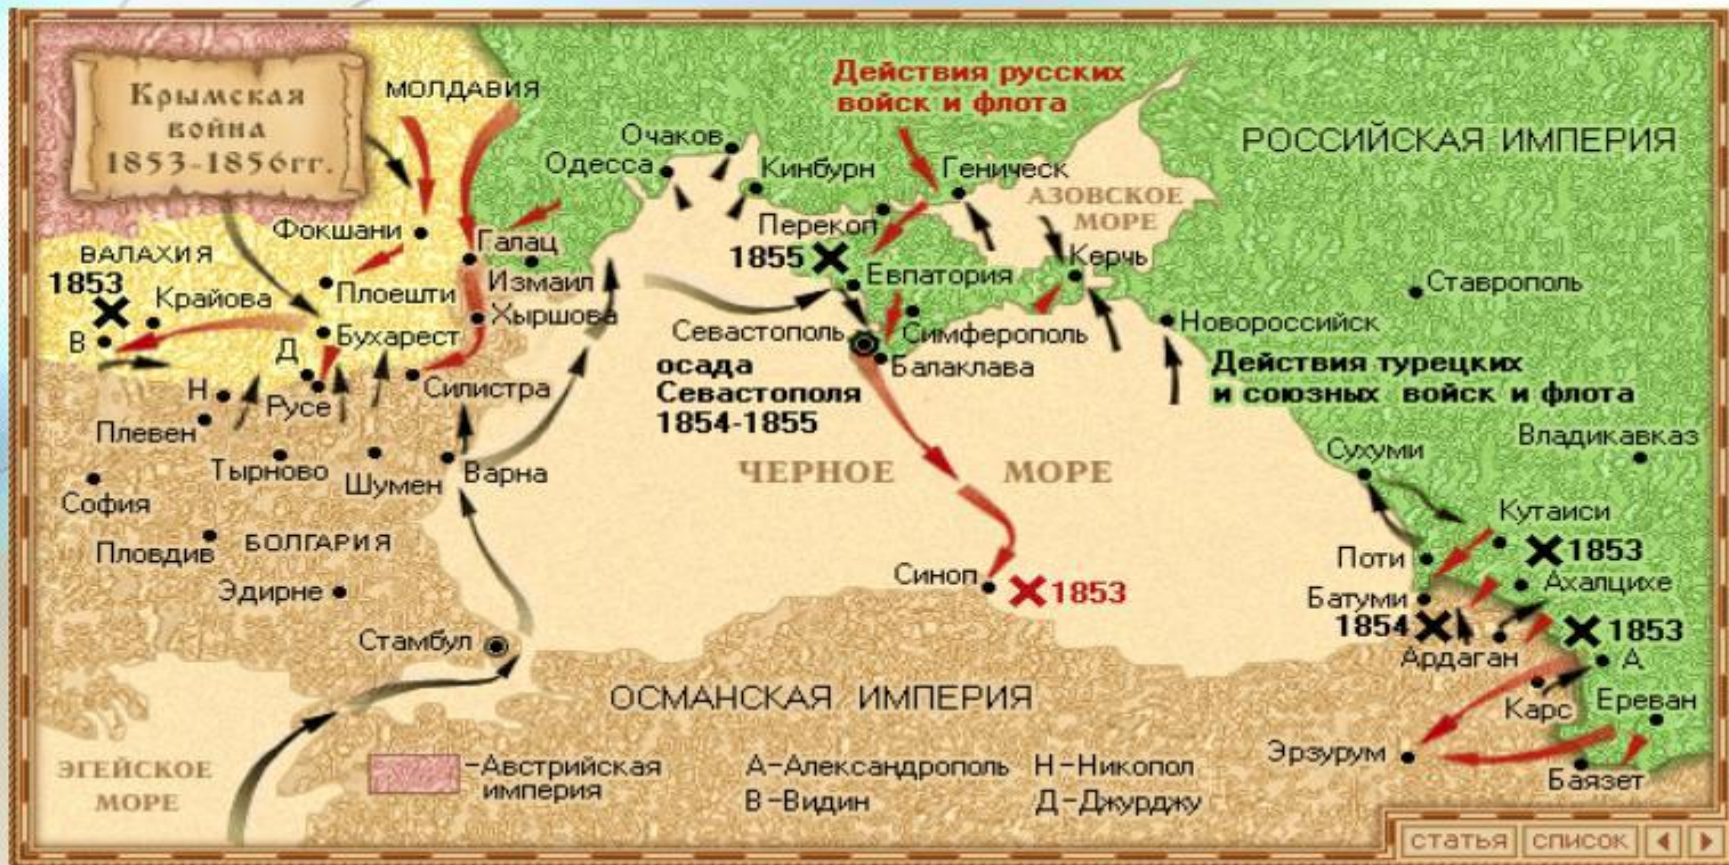 Крымская
война
1853-1856гг.
МОЛДАВИЯ
Действия русских
войск и флота
РОССИЙСКАЯ ИМПЕРИЯ
Очаков
Одесса
Кинбурн
Геническ
АЗОВСКОЕ
МОРЕ
Перекоп
1855
Керчь
Евпатория
Фокшани
Галац
ВАЛАХИЯ
1853
Измаил
Крайова
Плоешти
Хыршова
Ставрополь
В
Бухарест
Севастополь
Симферополь
Новороссийск
Д
Балаклава
осада
Севастополя
1854-1855
Действия турецких
и союзных войск и флота
Н
Русе
Силистра
Плевен
Тырново
Шумен
Варна
ЧЕРНОЕ МОРЕ
Сухуми
Владикавказ
София
Пловдив
БОЛГАРИЯ
Кутаиси
1853
Поти
Эдирне
Синоп
1853
Батуми
Ахалцихе
1854
1853
Стамбул
Ардаган
А
ОСМАНСКАЯ ИМПЕРИЯ
Карс
Ереван
Эрзурум
Баязет
ЭГЕЙСКОЕ
МОРЕ
-Австрийская
империя
А-Александрополь
В-Видин
Н-Никопол
Д-Джурджу
статья
список